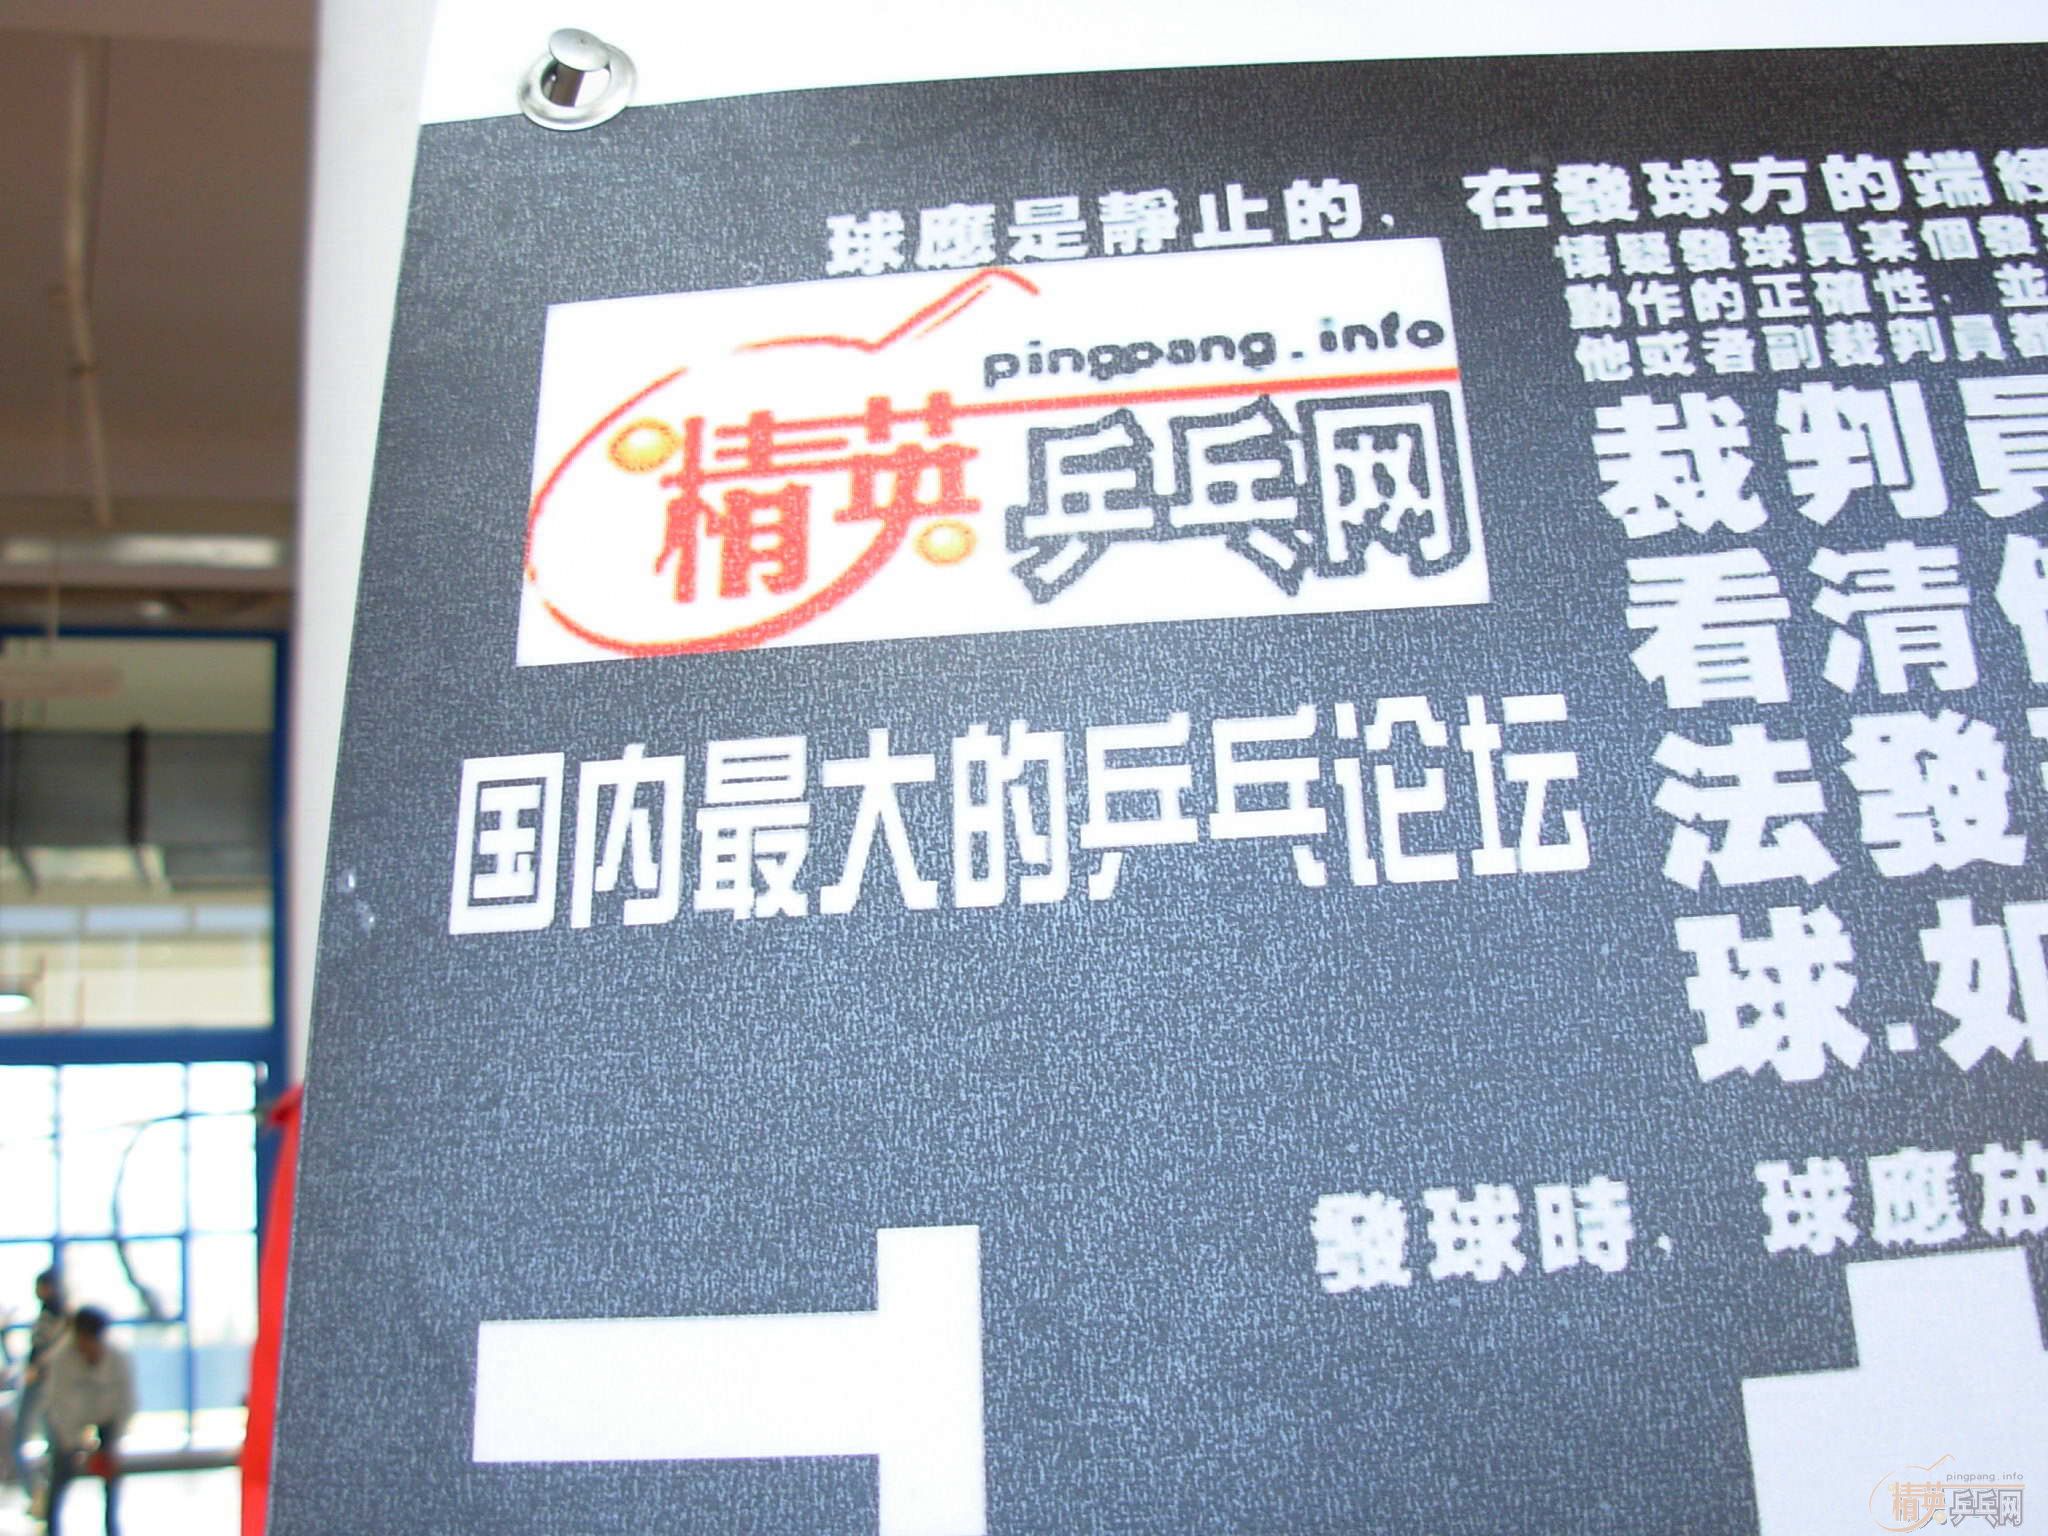 球應是靜止的，在發球方的端
懷疑發球員某個發
動作的正確性，並
他或者副裁判員都
pingpang.info
精英乒乓网
裁判員
看清
法發
球.如
国内最大的乒乓论坛
發球時，球應放
pingpang.info
精英乒乓网